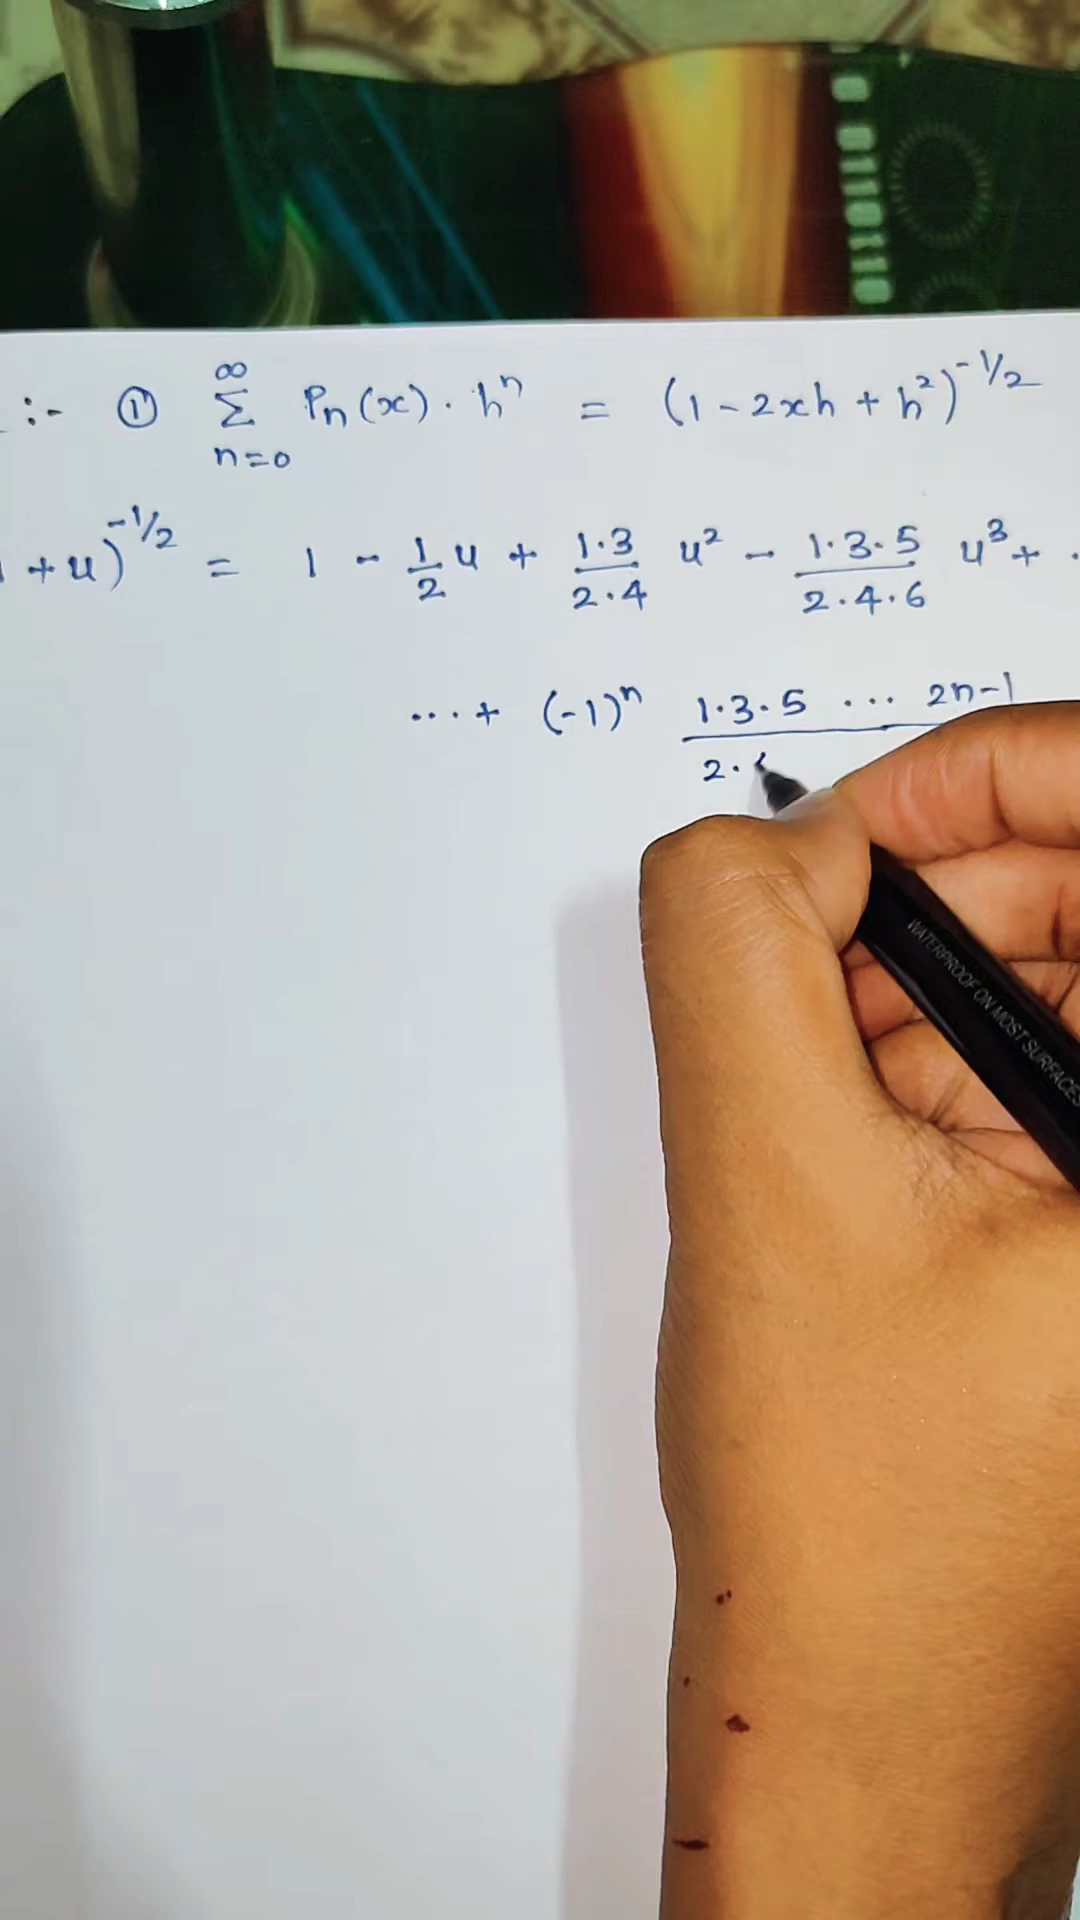 :- ① ∞ Σ n=0 Pn(x) · hⁿ = (1 - 2xh + h²)^-1/2
+ u)^-1/2 = 1 - 1/2 u + 1·3/2·4 u² - 1·3·5/2·4·6 u³ + ·
...+ (-1)ⁿ 1·3·5 ... 2n-1
2·
WATERPROOF ON MOST SURFACES